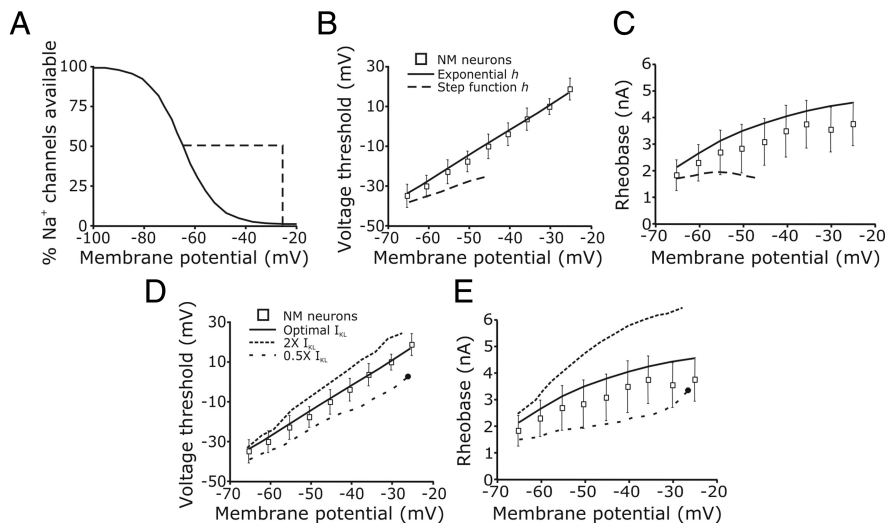 A
% Na⁺ channels available
100
75
50
25
0
-100
-80
-60
-40
-20
Membrane potential (mV)
B
Voltage threshold (mV)
30
10
-10
-30
-50
NM neurons
Exponential h
Step function h
-70
-60
-50
-40
-30
-20
Membrane potential (mV)
C
Rheobase (nA)
6
5
4
3
2
1
0
-70
-60
-50
-40
-30
-20
Membrane potential (mV)
D
Voltage threshold (mV)
30
10
-10
-30
-50
NM neurons
Optimal I_KL
2X I_KL
0.5X I_KL
-70
-60
-50
-40
-30
-20
Membrane potential (mV)
E
Rheobase (nA)
6
5
4
3
2
1
0
-70
-60
-50
-40
-30
-20
Membrane potential (mV)